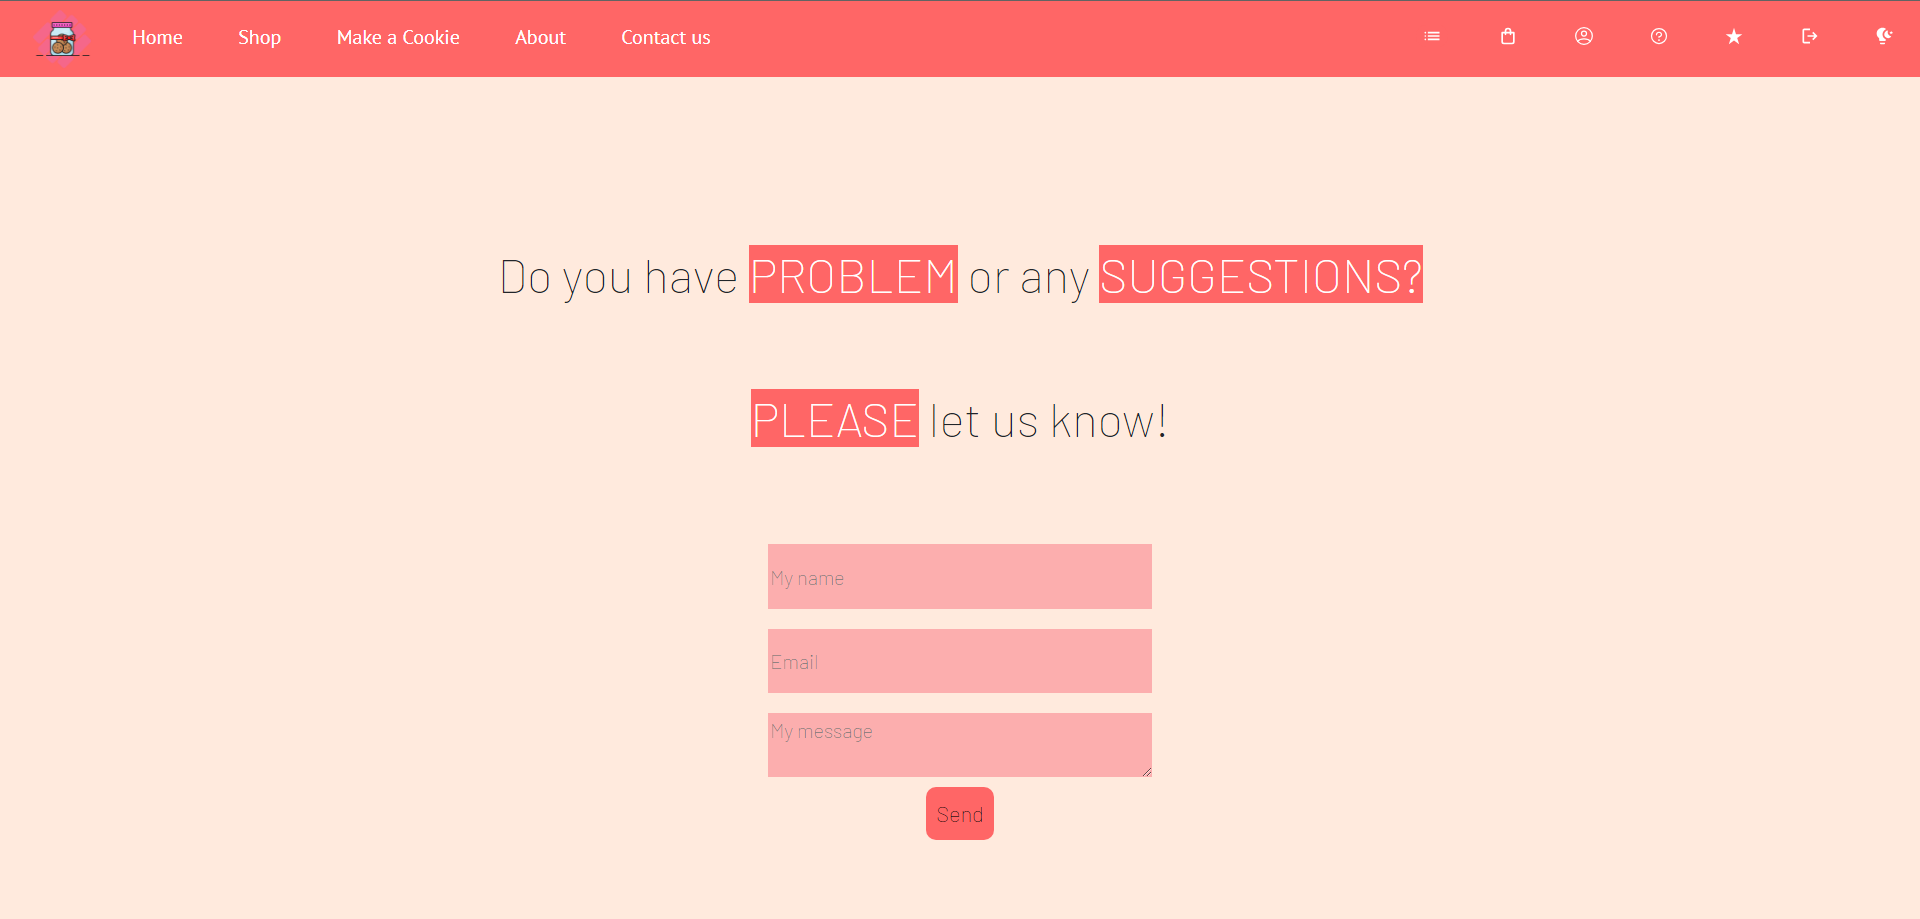 Home Shop Make a Cookie About Contact us
Do you have PROBLEM or any SUGGESTIONS?
PLEASE let us know!
My name
Email
My message
Send